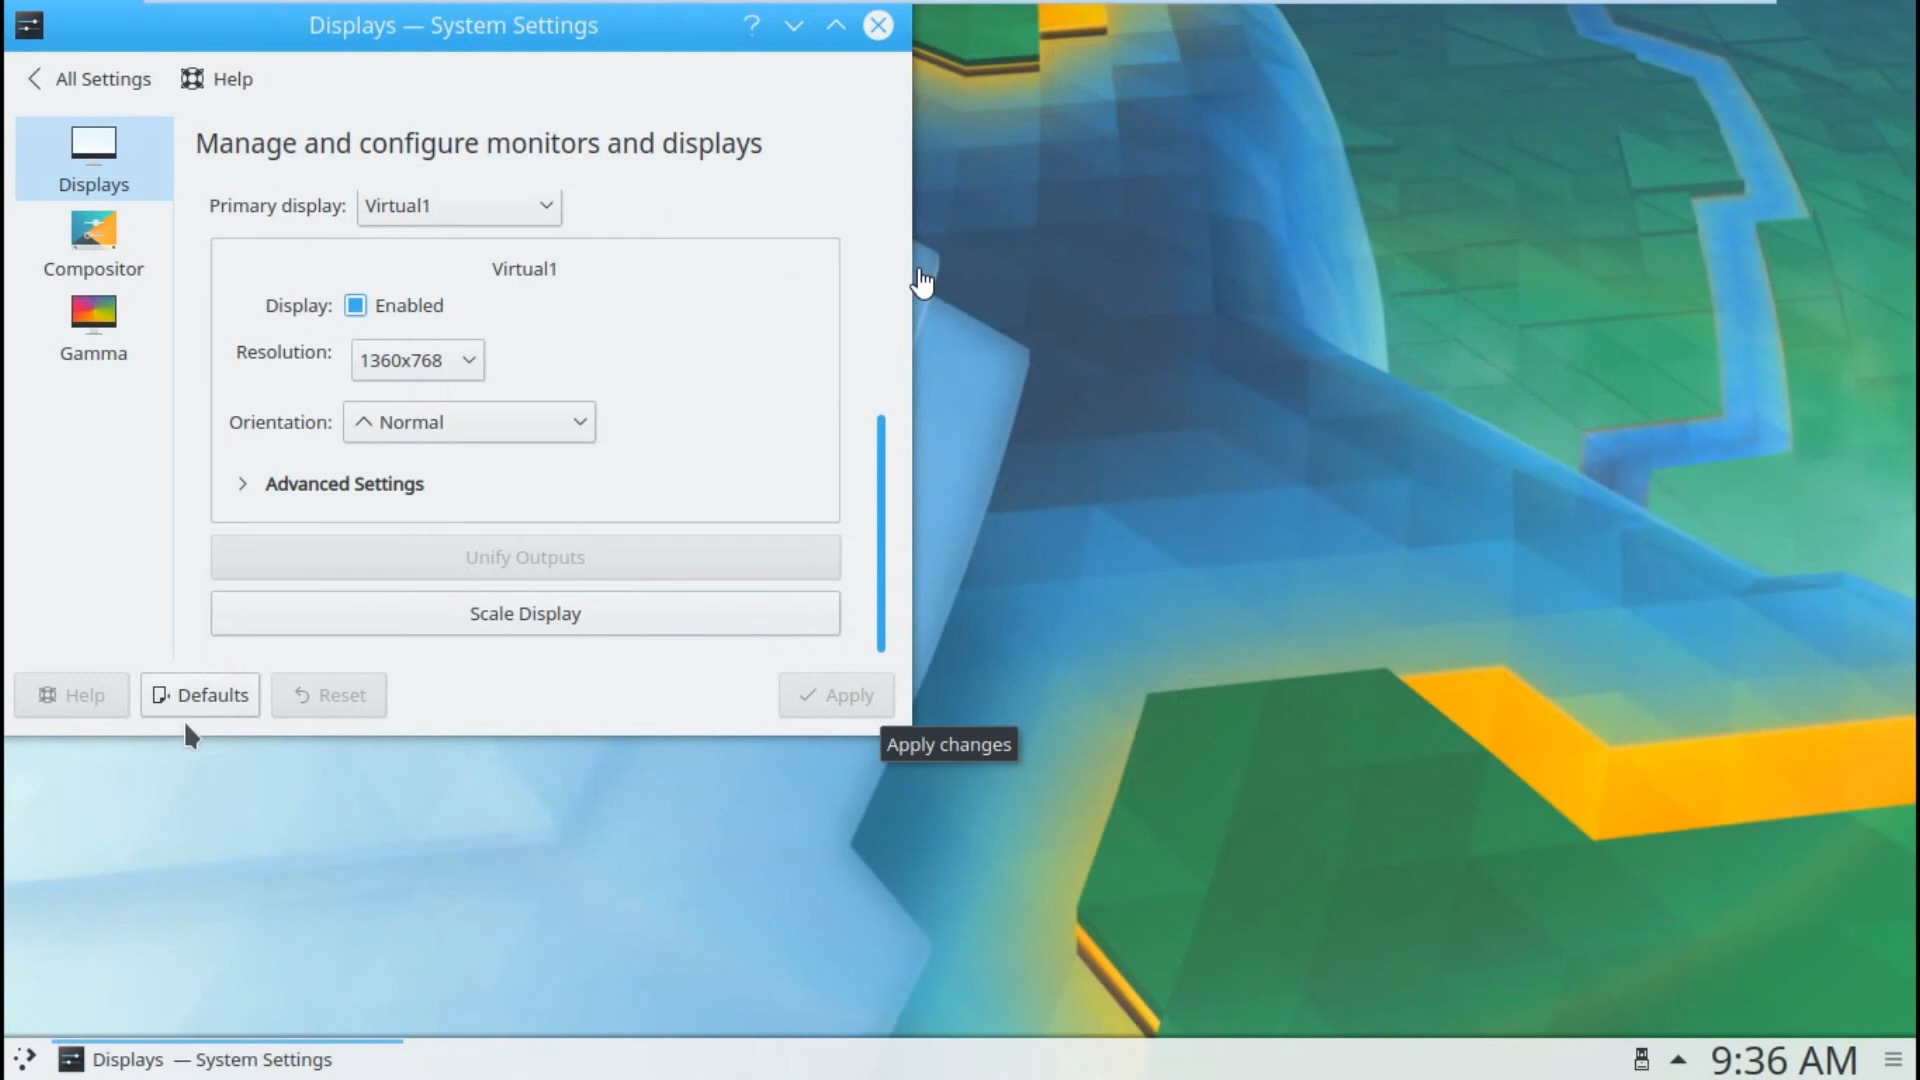 Displays — System Settings
All Settings
Help
Manage and configure monitors and displays
Displays
Compositor
Gamma
Primary display: Virtual1
Virtual1
Display: Enabled
Resolution: 1360x768
Orientation: Normal
Advanced Settings
Unify Outputs
Scale Display
Help
Defaults
Reset
Apply
Apply changes
Displays — System Settings
9:36 AM